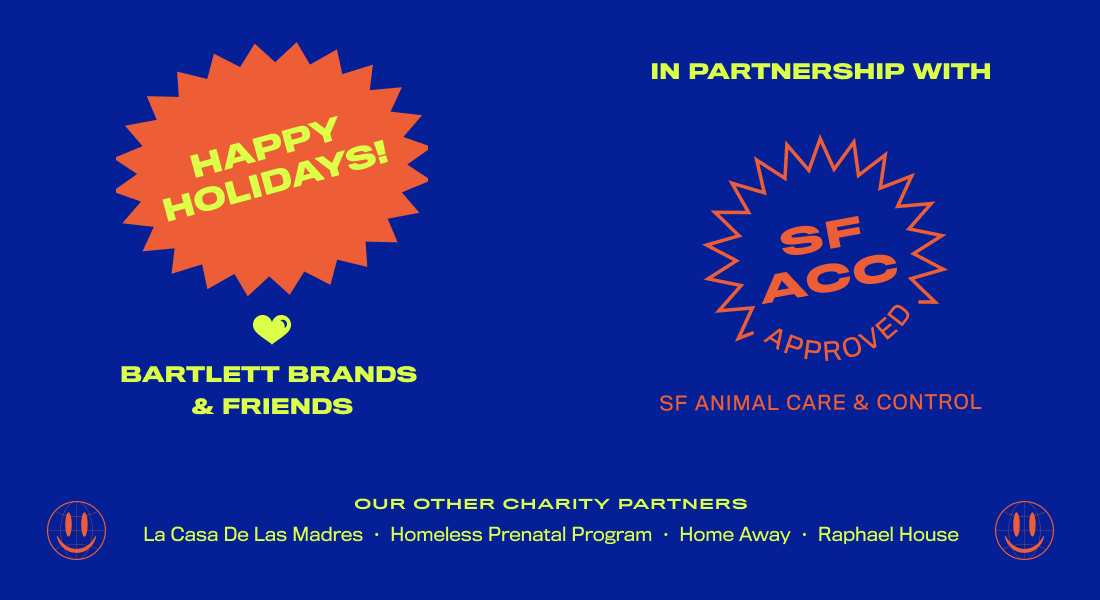 HAPPY
HOLIDAYS!
BARTLETT BRANDS
& FRIENDS
IN PARTNERSHIP WITH
SF
ACC
APPROVED
SF ANIMAL CARE & CONTROL
OUR OTHER CHARITY PARTNERS
La Casa De Las Madres · Homeless Prenatal Program · Home Away · Raphael House